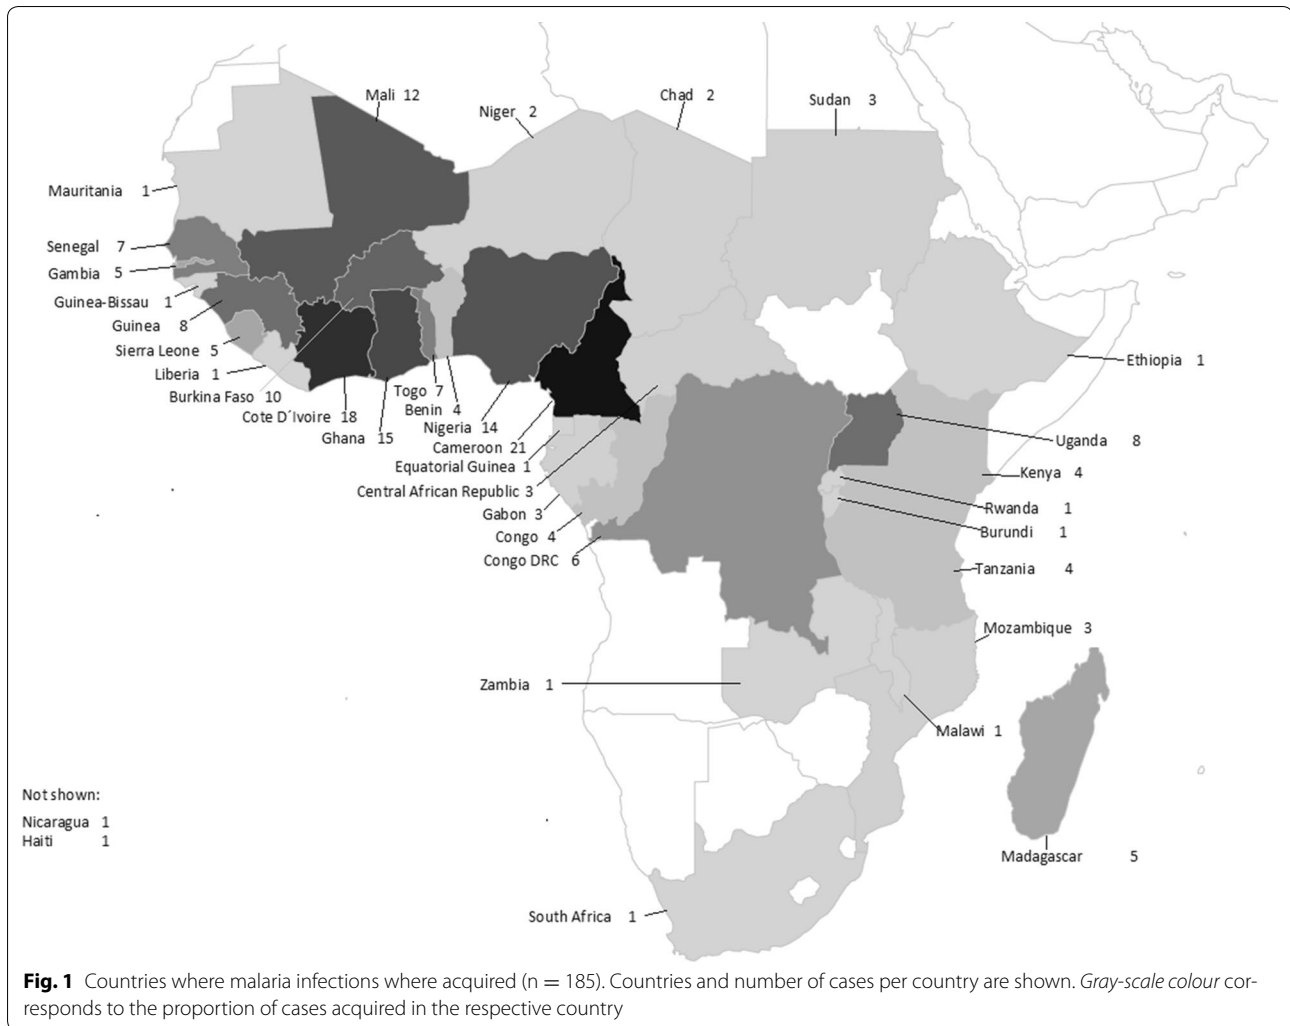 Mali 12
Niger 2
Chad 2
Sudan 3
Mauritania 1
Senegal 7
Gambia 5
Guinea-Bissau 1
Guinea 8
Sierra Leone 5
Liberia 1
Burkina Faso 10
Cote D´Ivoire 18
Ghana 15
Togo 7
Benin 4
Nigeria 14
Cameroon 21
Equatorial Guinea 1
Central African Republic 3
Gabon 3
Congo 4
Congo DRC 6
Ethiopia 1
Uganda 8
Kenya 4
Rwanda 1
Burundi 1
Tanzania 4
Mozambique 3
Zambia 1
Malawi 1
Not shown:
Nicaragua 1
Haiti 1
Madagascar 5
South Africa 1
Fig. 1 Countries where malaria infections where acquired (n = 185). Countries and number of cases per country are shown. Gray-scale colour cor-
responds to the proportion of cases acquired in the respective country